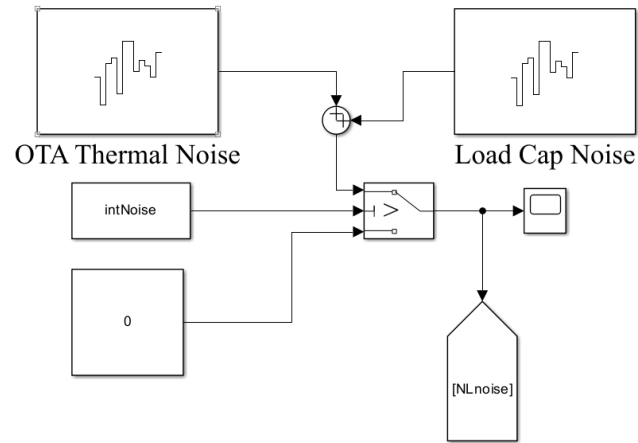 OTA Thermal Noise
Load Cap Noise
intNoise
>
0
[NLnoise]